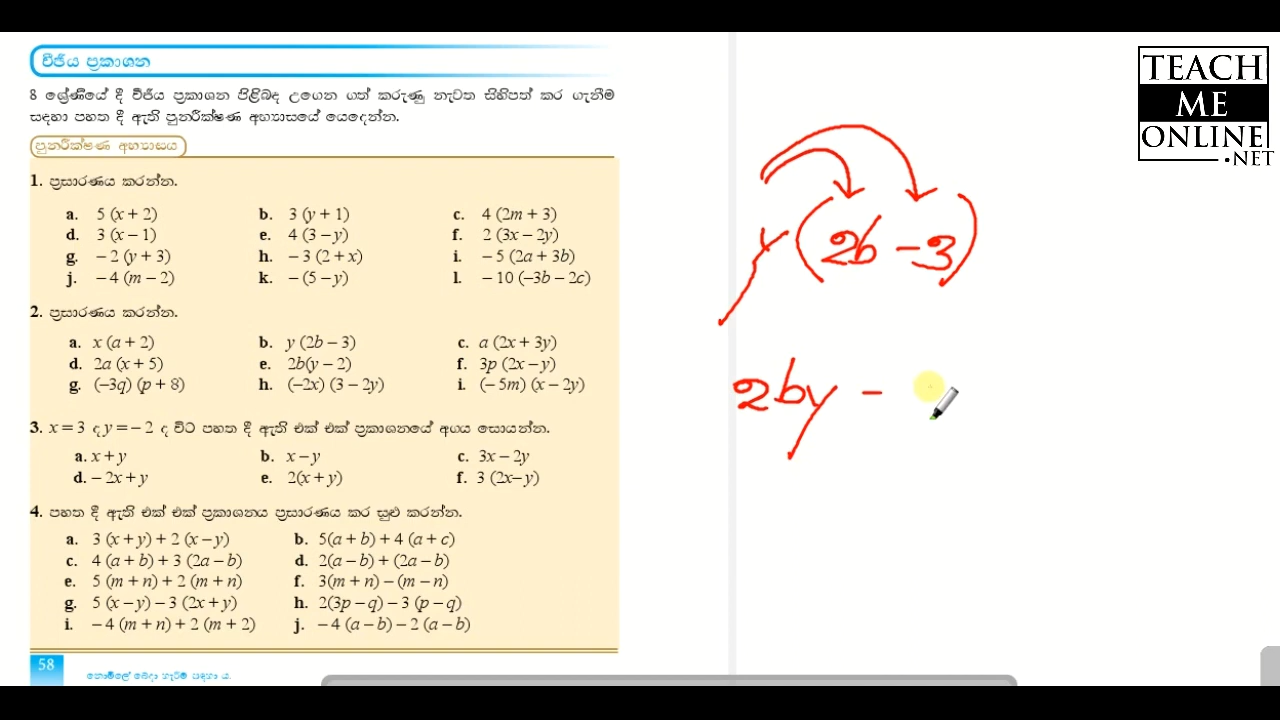 වීජීය ප්‍රකාශන
8 ශ්‍රේණියේ දී වීජීය ප්‍රකාශන පිළිබඳ උගෙන ගත් කරුණු නැවත සිහිපත් කර ගැනීම
සඳහා පහත දී ඇති පුනරීක්ෂණ අභ්‍යාසයේ යෙදෙන්න.
පුනරීක්ෂණ අභ්‍යාසය
1. ප්‍රසාරණය කරන්න.
a. 5 (x + 2) b. 3 (y + 1) c. 4 (2m + 3)
d. 3 (x − 1) e. 4 (3 − y) f. 2 (3x − 2y)
g. − 2 (y + 3) h. − 3 (2 + x) i. − 5 (2a + 3b)
j. − 4 (m − 2) k. − (5 − y) l. − 10 (−3b − 2c)
2. ප්‍රසාරණය කරන්න.
a. x (a + 2) b. y (2b − 3) c. a (2x + 3y)
d. 2a (x + 5) e. 2b(y − 2) f. 3p (2x − y)
g. (−3q) (p + 8) h. (−2x) (3 − 2y) i. (− 5m) (x − 2y)
3. x = 3 ද y = − 2 ද විට පහත දී ඇති එක් එක් ප්‍රකාශනයේ අගය සොයන්න.
a. x + y b. x − y c. 3x − 2y
d. − 2x + y e. 2(x + y) f. 3 (2x− y)
4. පහත දී ඇති එක් එක් ප්‍රකාශනය ප්‍රසාරණය කර සුළු කරන්න.
a. 3 (x + y) + 2 (x − y) b. 5(a + b) + 4 (a + c)
c. 4 (a + b) + 3 (2a − b) d. 2(a − b) + (2a − b)
e. 5 (m + n) + 2 (m + n) f. 3(m + n) − (m − n)
g. 5 (x − y) − 3 (2x + y) h. 2(3p − q) − 3 (p − q)
i. − 4 (m + n) + 2 (m + 2) j. − 4 (a − b) − 2 (a − b)
58
නොමිලේ බෙදා හැරීම සඳහා ය.
y (2b − 3)
2by −
TEACH
ME
ONLINE
.NET